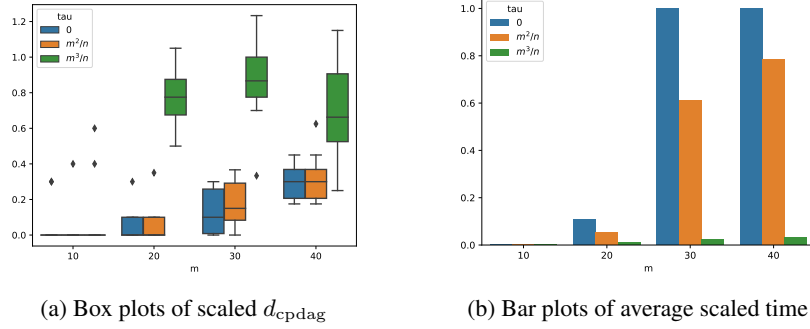 tau
0
m²/n
m³/n
1.2
1.0
0.8
0.6
0.4
0.2
0.0
10 20 30 40
m
(a) Box plots of scaled d_cpdag
tau
0
m²/n
m³/n
1.0
0.8
0.6
0.4
0.2
0.0
10 20 30 40
m
(b) Bar plots of average scaled time